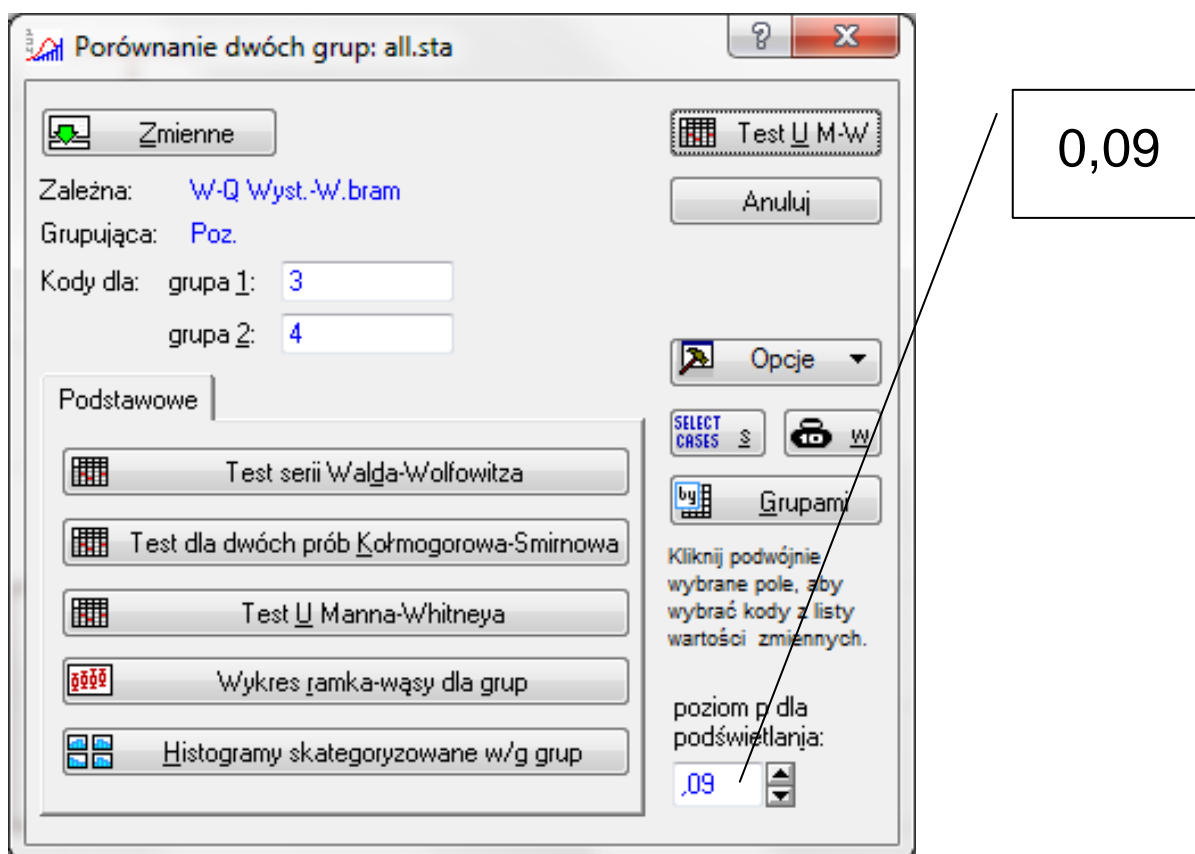 Porównanie dwóch grup: all.sta
Zmienne
Test U M-W
0,09
Zależna: W-Q Wyst.-W.bram
Anuluj
Grupująca: Poz.
Kody dla: grupa 1: 3
grupa 2: 4
Opcje
Podstawowe
SELECT
CASES S
W
Test serii Walda-Wolfowitza
by Grupami
Test dla dwóch prób Kołmogorowa-Smirnowa
Kliknij podwójnie
wybrane pole, aby
wybrać kody z listy
wartości zmiennych.
Test U Manna-Whitneya
Wykres ramka-wąsy dla grup
poziom p dla
podświetlania:
Histogramy skategoryzowane w/g grup
,09